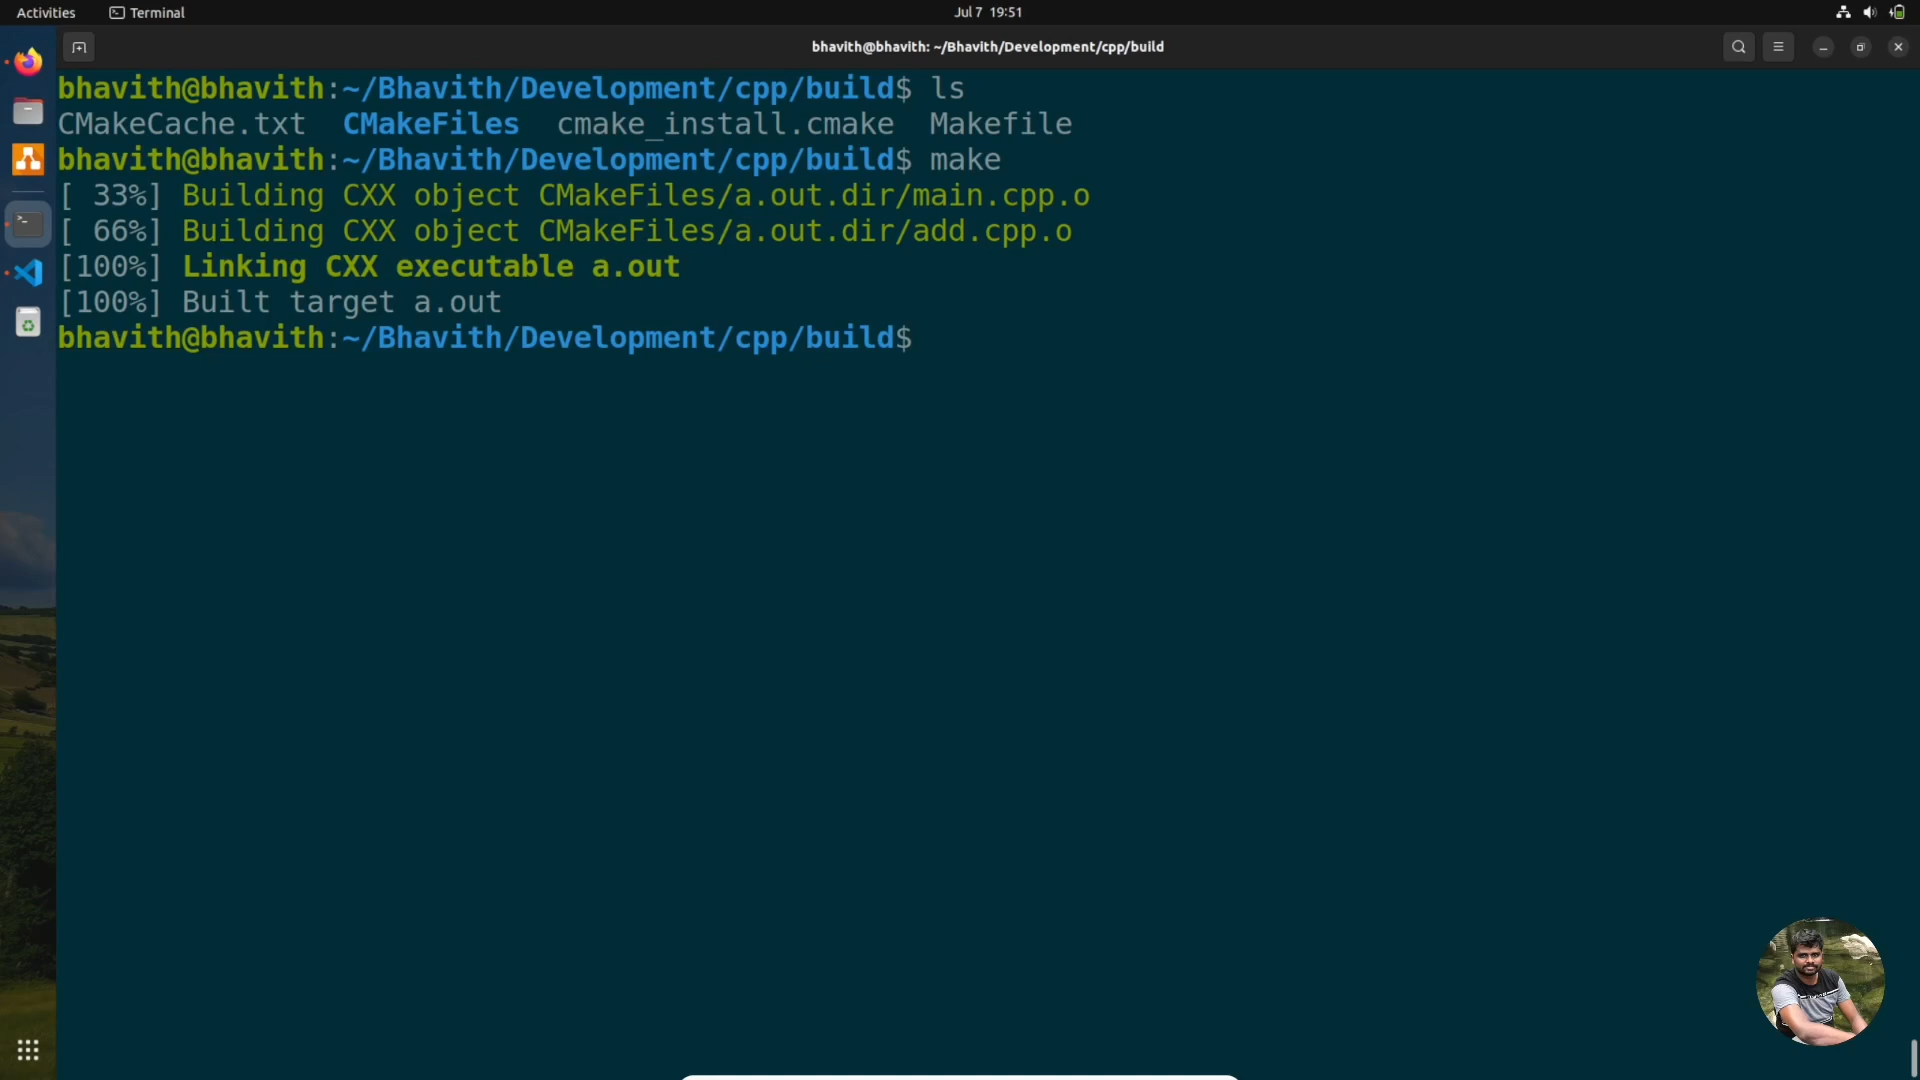 Activities Terminal Jul 7 19:51
bhavith@bhavith: ~/Bhavith/Development/cpp/build
bhavith@bhavith:~/Bhavith/Development/cpp/build$ ls
CMakeCache.txt CMakeFiles cmake_install.cmake Makefile
bhavith@bhavith:~/Bhavith/Development/cpp/build$ make
[ 33%] Building CXX object CMakeFiles/a.out.dir/main.cpp.o
[ 66%] Building CXX object CMakeFiles/a.out.dir/add.cpp.o
[100%] Linking CXX executable a.out
[100%] Built target a.out
bhavith@bhavith:~/Bhavith/Development/cpp/build$